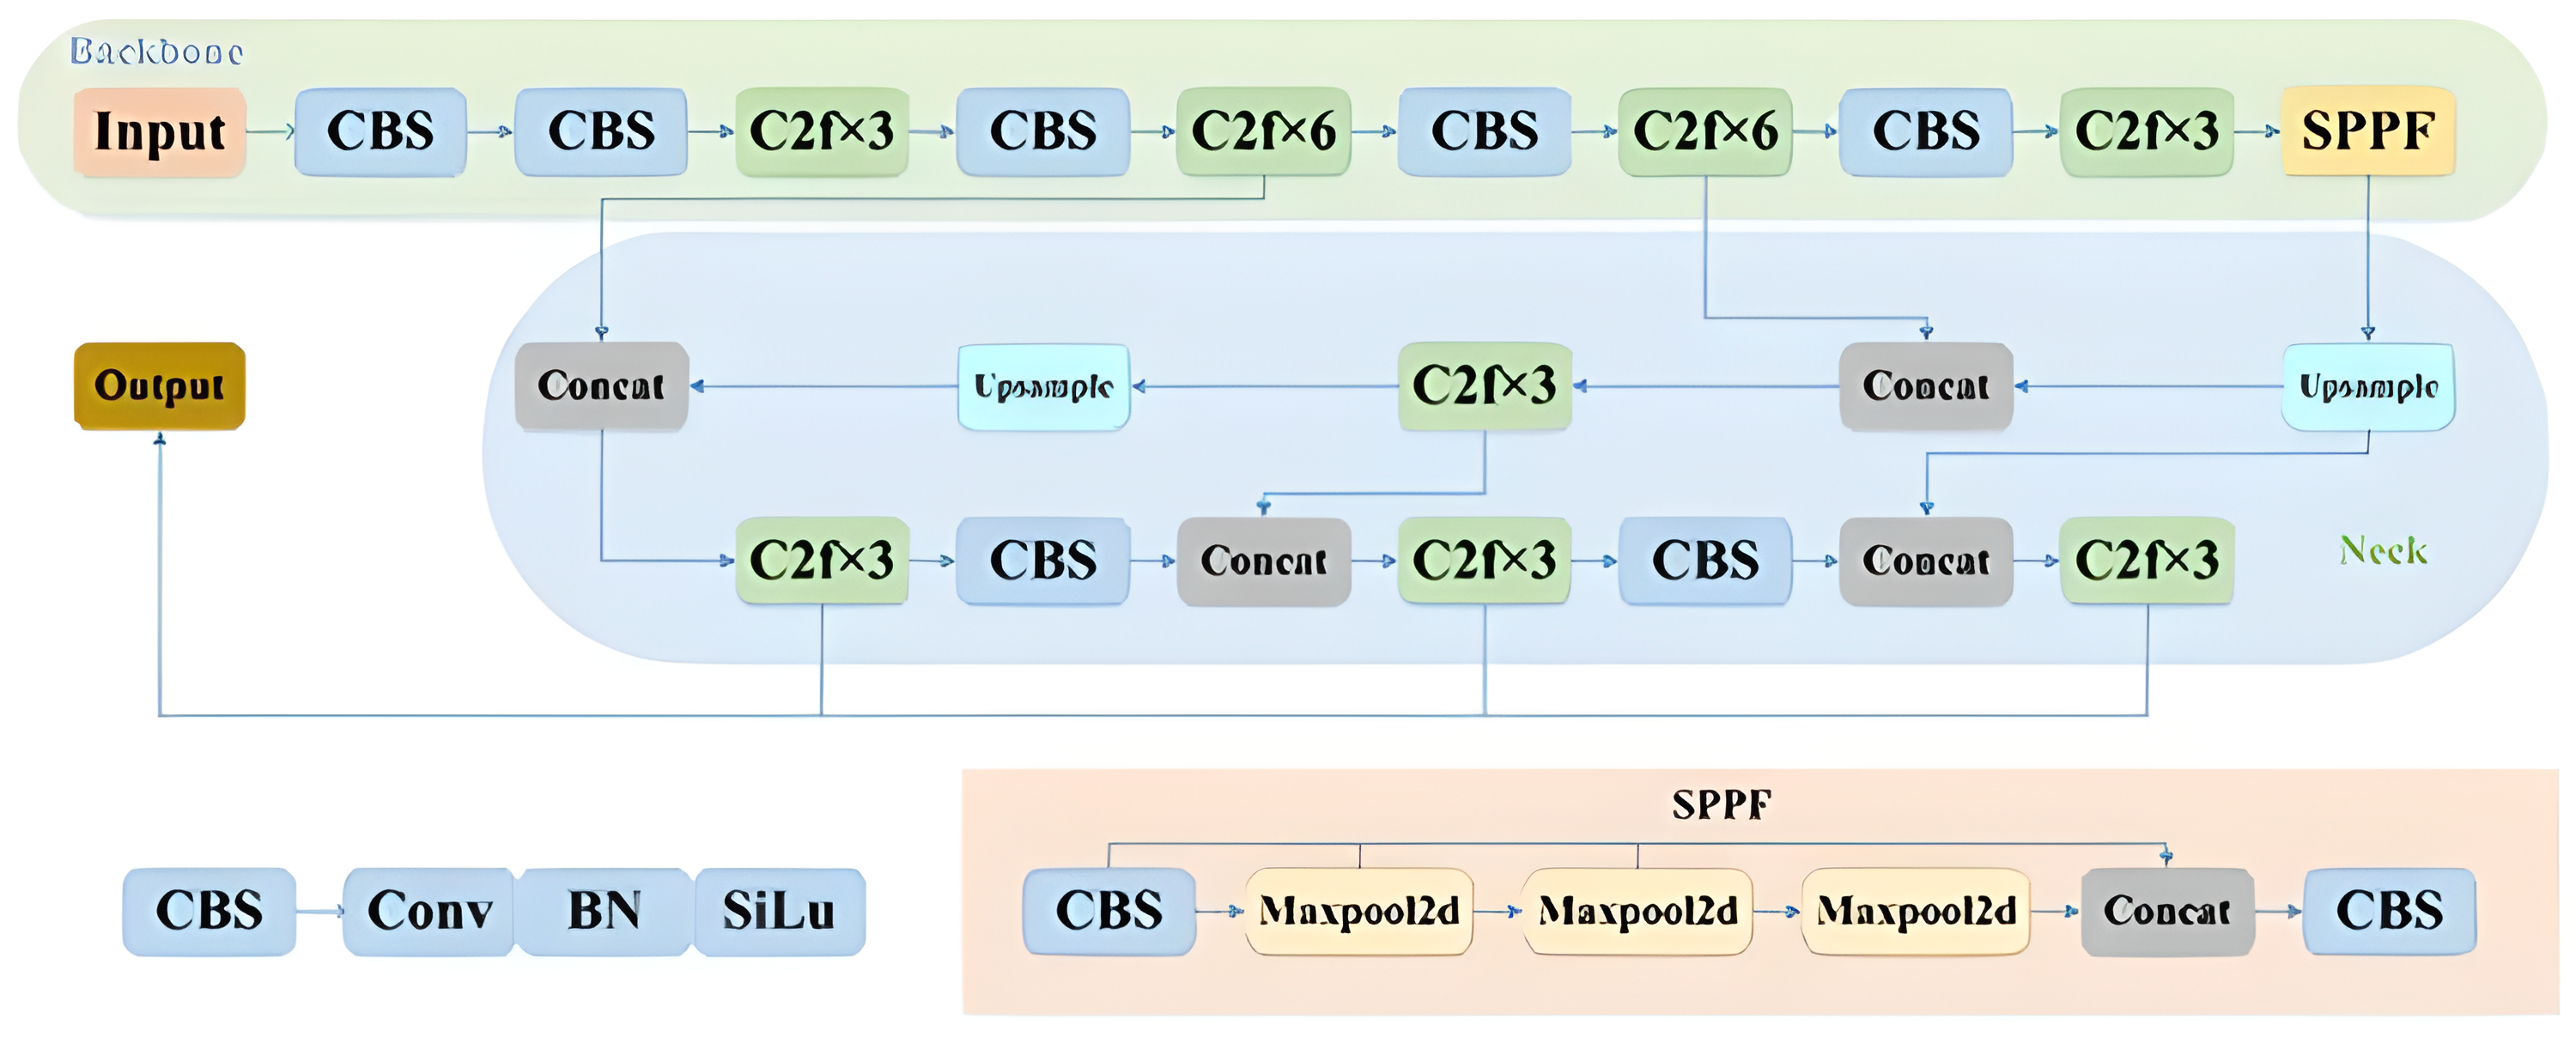 Backbone
Input CBS CBS C2f×3 CBS C2f×6 CBS C2f×6 CBS C2f×3 SPPF
Output Concat Upsample C2f×3 Concat Upsample
C2f×3 CBS Concat C2f×3 CBS Concat C2f×3 Neck
SPPF
CBS Conv BN SiLu CBS Maxpool2d Maxpool2d Maxpool2d Concat CBS